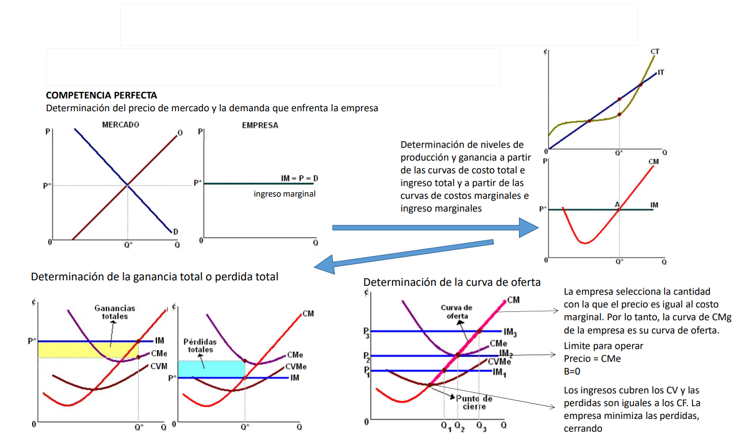 COMPETENCIA PERFECTA
Determinación del precio de mercado y la demanda que enfrenta la empresa
MERCADO
P
O
P*
D
0
Q*
Q
EMPRESA
P
P*
IM = P = D
ingreso marginal
0
Q
Determinación de niveles de
producción y ganancia a partir
de las curvas de costo total e
ingreso total y a partir de las
curvas de costos marginales e
ingreso marginales
¢
CT
IT
0
Q*
Q
P
CM
P*
A
IM
0
Q*
Q
Determinación de la ganancia total o perdida total
¢
Ganancias
totales
CM
P*
IM
CMe
CVM
0
Q*
Q
¢
CM
Pérdidas
totales
CMe
CVMe
P*
IM
0
Q*
Q
Determinación de la curva de oferta
¢
CM
Curva de
oferta
P3
IM3
CMe
P2
IM2
CVMe
P1
IM1
Punto de
cierre
0
Q1 Q2 Q3 Q
La empresa selecciona la cantidad
con la que el precio es igual al costo
marginal. Por lo tanto, la curva de CMg
de la empresa es su curva de oferta.
Limite para operar
Precio = CMe
B=0
Los ingresos cubren los CV y las
perdidas son iguales a los CF. La
empresa minimiza las perdidas,
cerrando